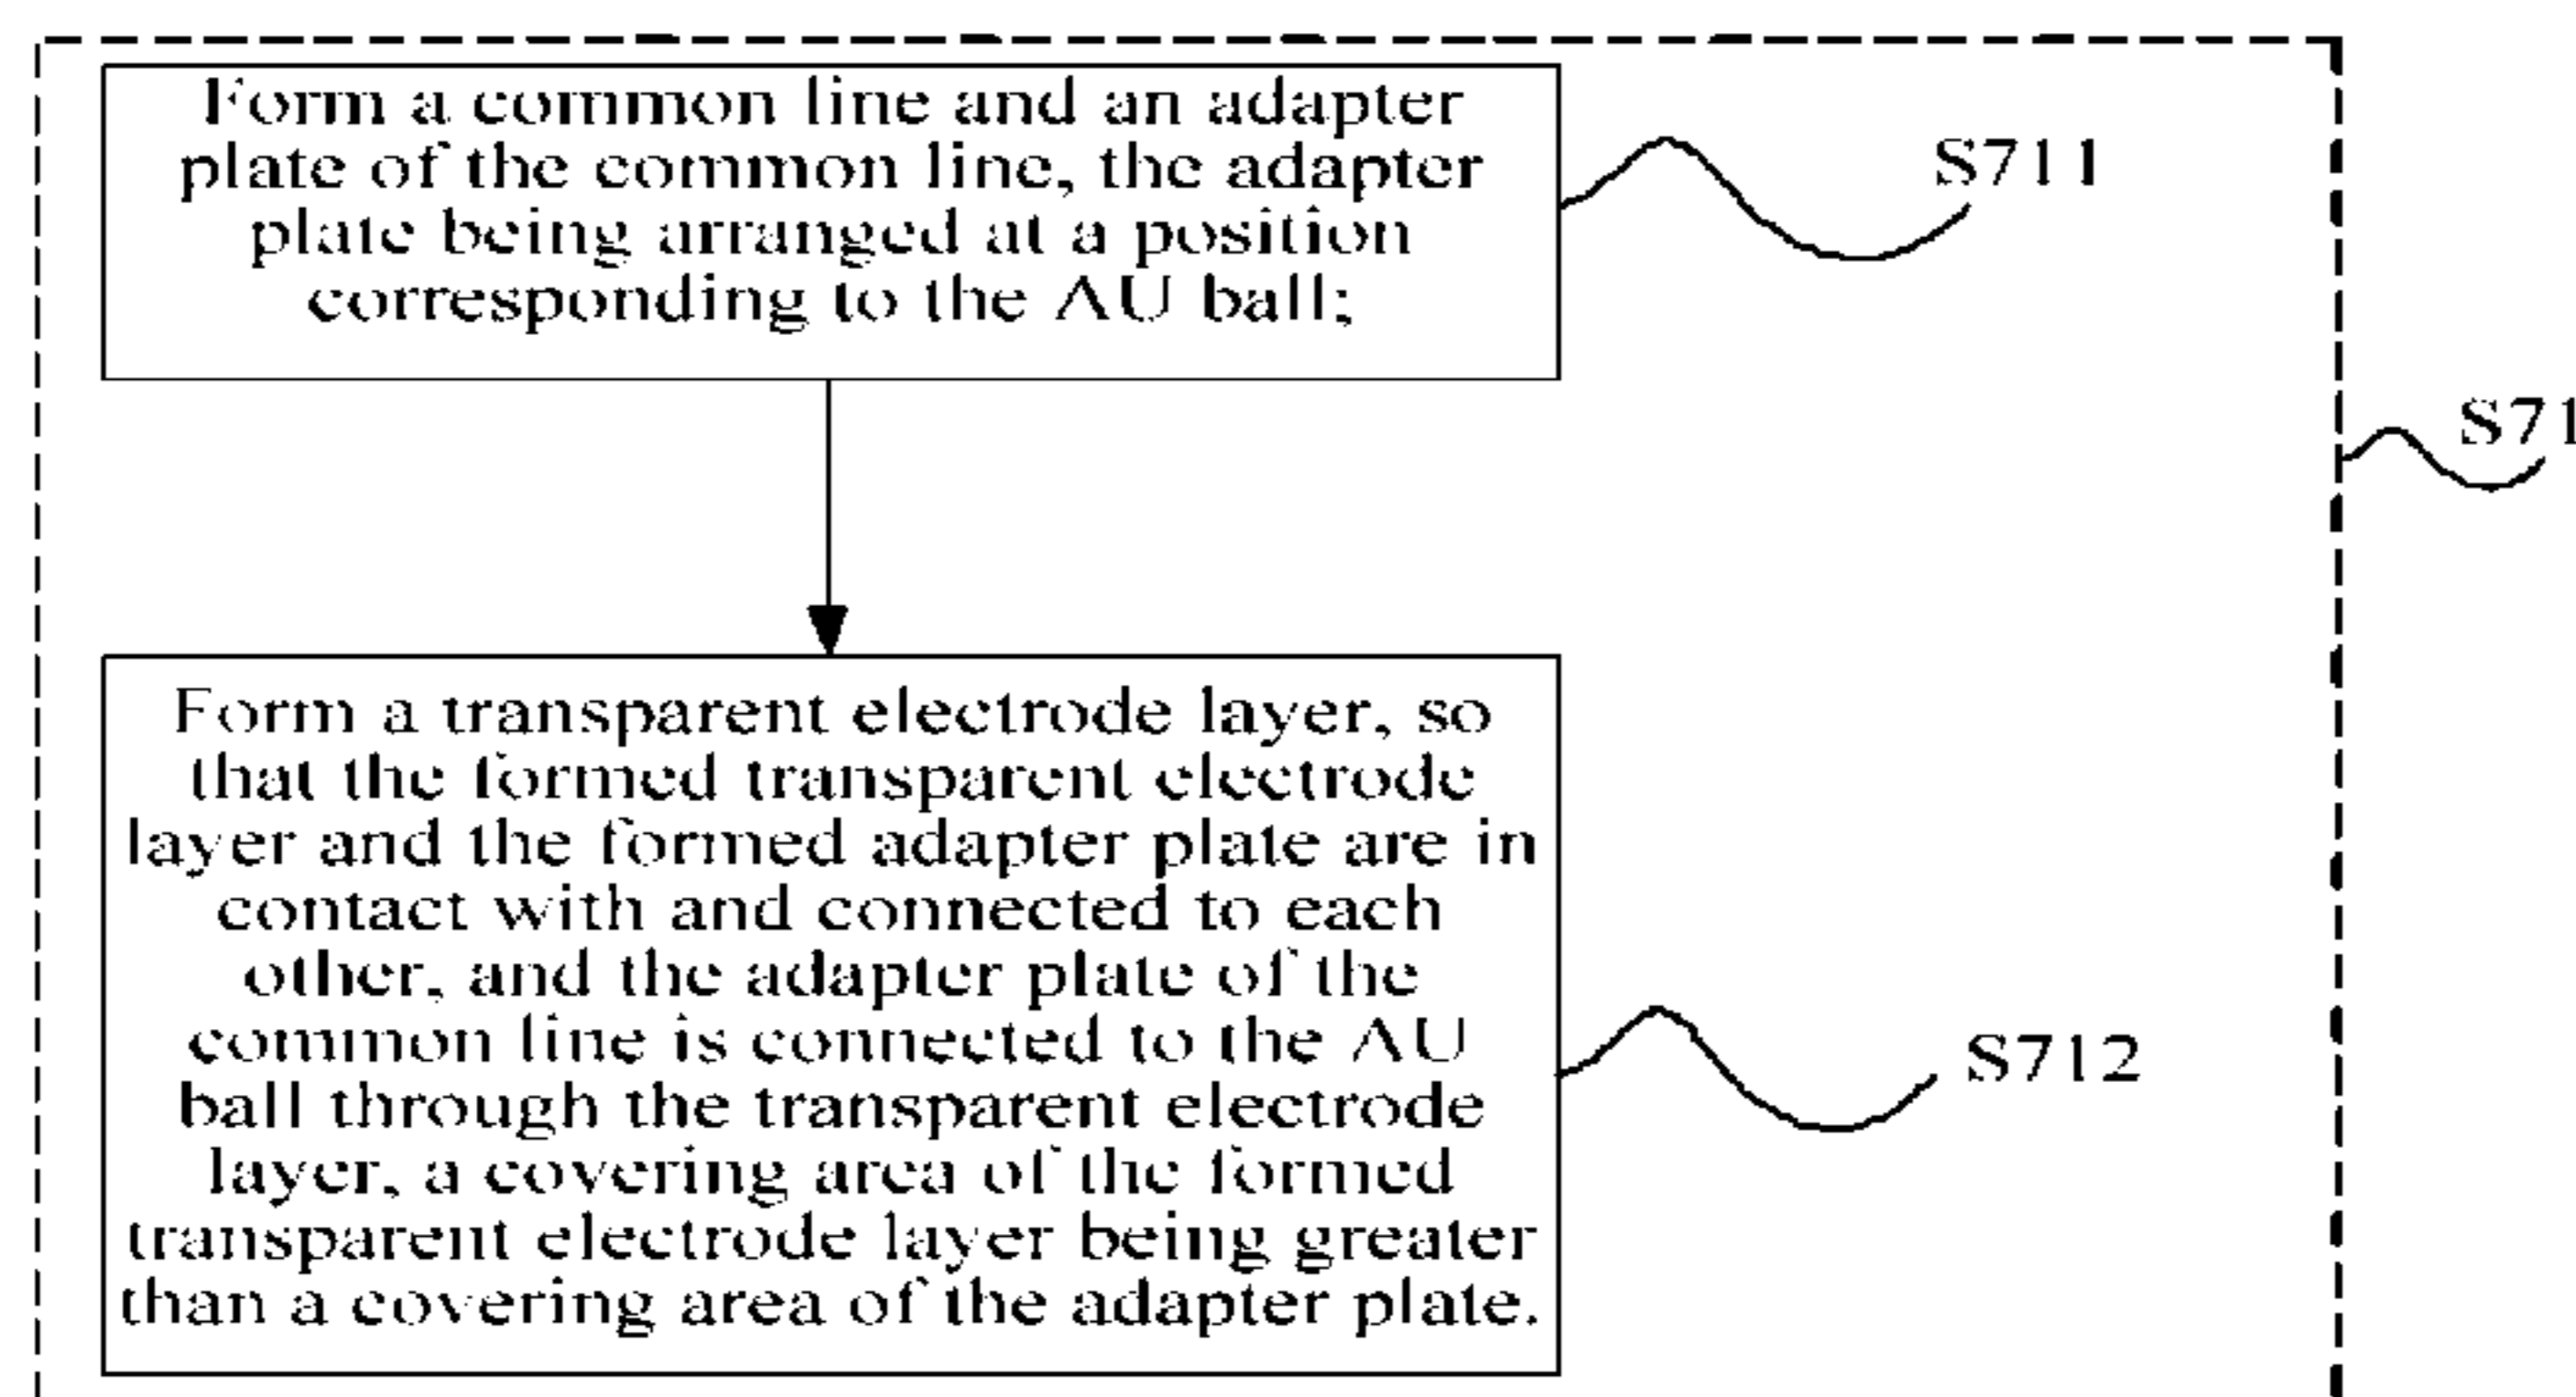 Form a common line and an adapter
plate of the common line, the adapter
plate being arranged at a position
corresponding to the AU ball;
S711
S71
Form a transparent electrode layer, so
that the formed transparent electrode
layer and the formed adapter plate are in
contact with and connected to each
other, and the adapter plate of the
common line is connected to the AU
ball through the transparent electrode
layer, a covering area of the formed
transparent electrode layer being greater
than a covering area of the adapter plate.
S712